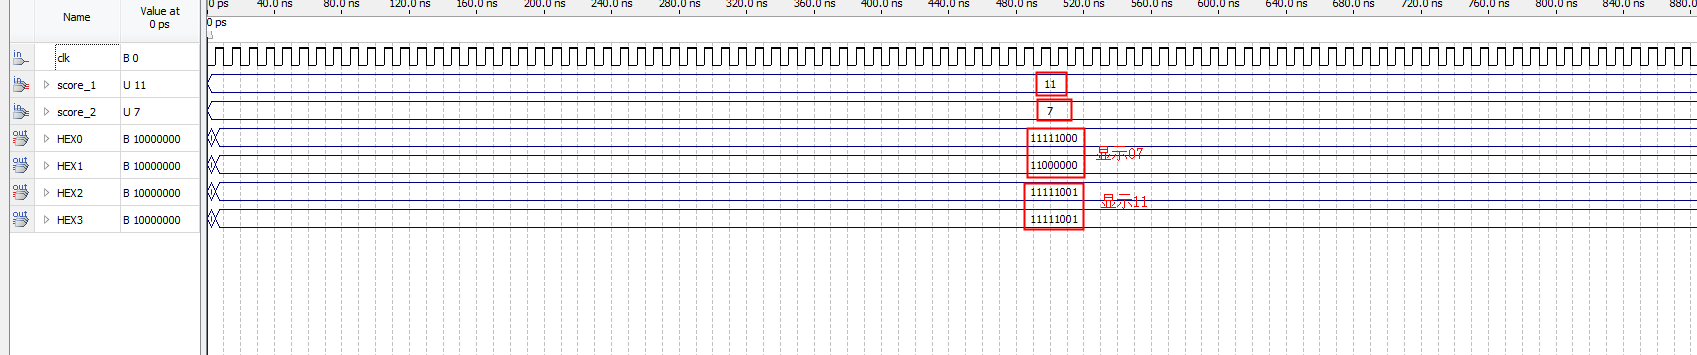 Name Value at 0 ps
0 ps 40.0 ns 80.0 ns 120.0 ns 160.0 ns 200.0 ns 240.0 ns 280.0 ns 320.0 ns 360.0 ns 400.0 ns 440.0 ns 480.0 ns 520.0 ns 560.0 ns 600.0 ns 640.0 ns 680.0 ns 720.0 ns 760.0 ns 800.0 ns 840.0 ns 880.0
0 ps
in clk B 0
in score_1 U 11 11
in score_2 U 7 7
out HEX0 B 10000000 11111000
显示07
out HEX1 B 10000000 11000000
out HEX2 B 10000000 11111001
显示11
out HEX3 B 10000000 11111001